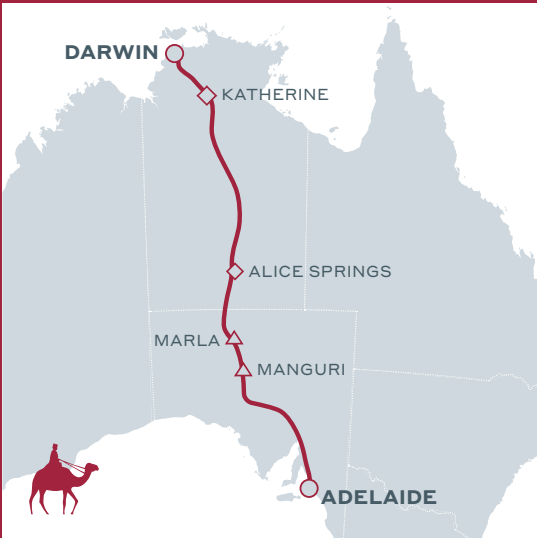 DARWIN
KATHERINE
ALICE SPRINGS
MARLA
MANGURI
ADELAIDE